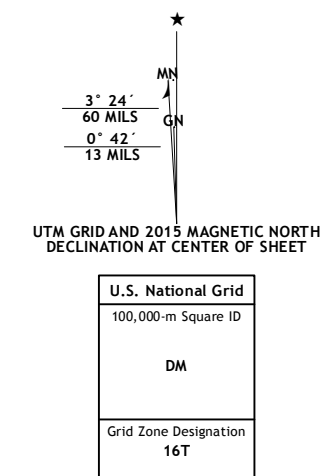 ★
MN
3° 24´
60 MILS
GN
0° 42´
13 MILS
UTM GRID AND 2015 MAGNETIC NORTH
DECLINATION AT CENTER OF SHEET
U.S. National Grid
100,000-m Square ID
DM
Grid Zone Designation
16T